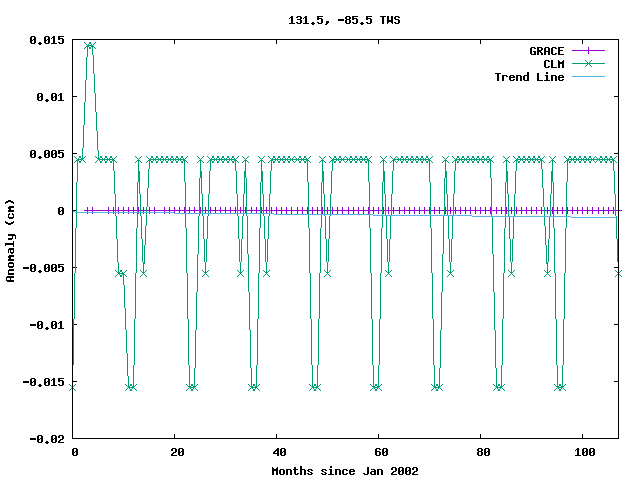 131.5, -85.5 TWS
GRACE
CLM
Trend Line
0.015
0.01
0.005
0
-0.005
-0.01
-0.015
-0.02
Anomaly (cm)
0 20 40 60 80 100
Months since Jan 2002